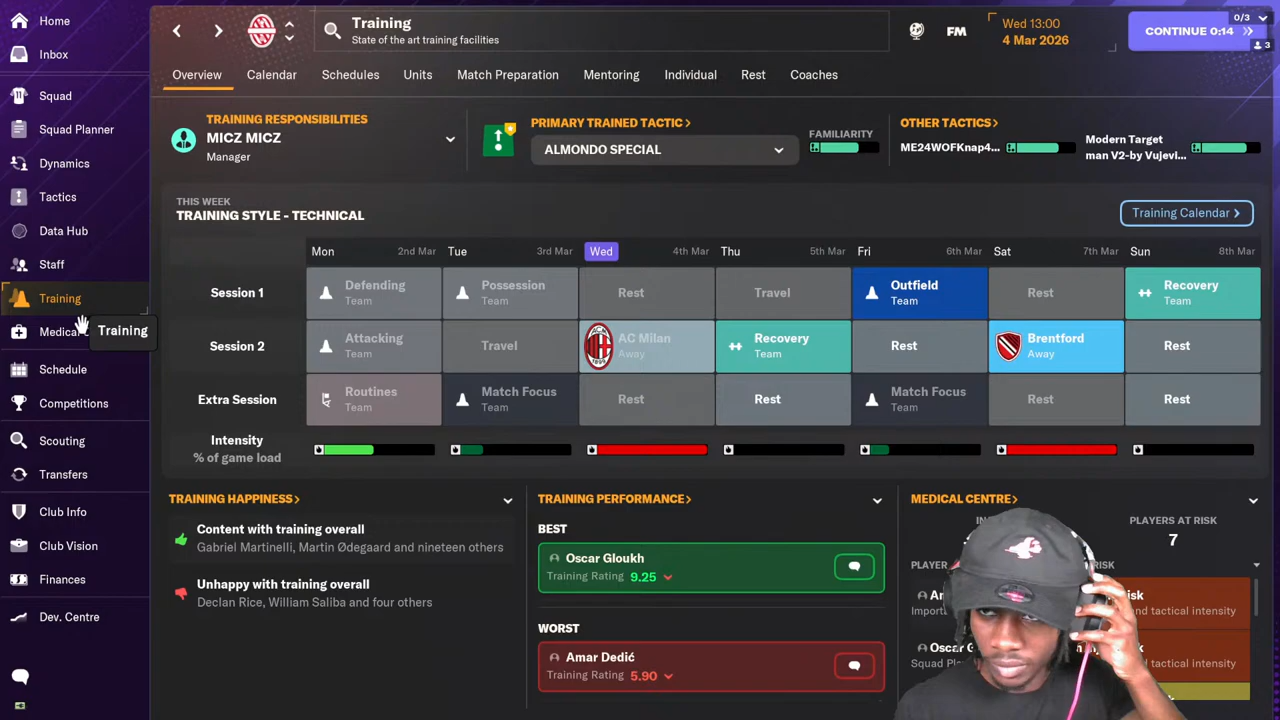 Home
Inbox
Squad
Squad Planner
Dynamics
Tactics
Data Hub
Staff
Training
Training
Schedule
Competitions
Scouting
Transfers
Club Info
Club Vision
Finances
Dev. Centre
Training
State of the art training facilities
FM
Wed 13:00
4 Mar 2026
CONTINUE 0:14
0/3
3
Overview Calendar Schedules Units Match Preparation Mentoring Individual Rest Coaches
TRAINING RESPONSIBILITIES
MICZ MICZ
Manager
PRIMARY TRAINED TACTIC
ALMONDO SPECIAL
FAMILIARITY
OTHER TACTICS
ME24WOFKnap4...
Modern Target
man V2-by Vujevi...
THIS WEEK
TRAINING STYLE - TECHNICAL
Training Calendar
Mon 2nd Mar Tue 3rd Mar Wed 4th Mar Thu 5th Mar Fri 6th Mar Sat 7th Mar Sun 8th Mar
Session 1
Defending
Team
Possession
Team
Rest
Travel
Outfield
Team
Rest
Recovery
Team
Session 2
Attacking
Team
Travel
AC Milan
Away
Recovery
Team
Rest
Brentford
Away
Rest
Extra Session
Routines
Team
Match Focus
Team
Rest
Rest
Match Focus
Team
Rest
Rest
Intensity
% of game load
TRAINING HAPPINESS
Content with training overall
Gabriel Martinelli, Martin Ødegaard and nineteen others
Unhappy with training overall
Declan Rice, William Saliba and four others
TRAINING PERFORMANCE
BEST
Oscar Gloukh
Training Rating 9.25
WORST
Amar Dedić
Training Rating 5.90
MEDICAL CENTRE
PLAYERS AT RISK
7
PLAYER
RISK
and tactical intensity
Oscar
Squad
tactical intensity